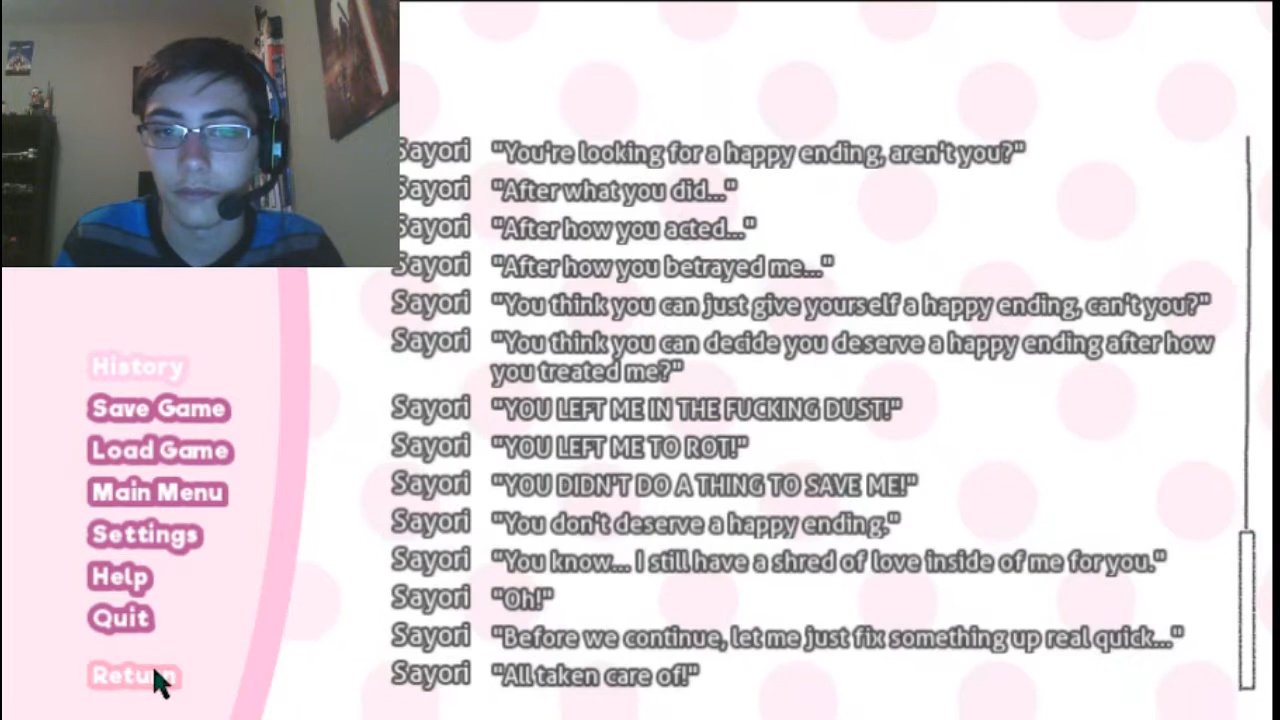 Sayori "You're looking for a happy ending, aren't you?"
Sayori "After what you did..."
Sayori "After how you acted..."
Sayori "After how you betrayed me..."
Sayori "You think you can just give yourself a happy ending, can't you?"
Sayori "You think you can decide you deserve a happy ending after how
you treated me?"
Sayori "YOU LEFT ME IN THE FUCKING DUST!"
Sayori "YOU LEFT ME TO ROT!"
Sayori "YOU DIDN'T DO A THING TO SAVE ME!"
Sayori "You don't deserve a happy ending."
Sayori "You know... I still have a shred of love inside of me for you."
Sayori "Oh!"
Sayori "Before we continue, let me just fix something up real quick..."
Sayori "All taken care of!"
History
Save Game
Load Game
Main Menu
Settings
Help
Quit
Return